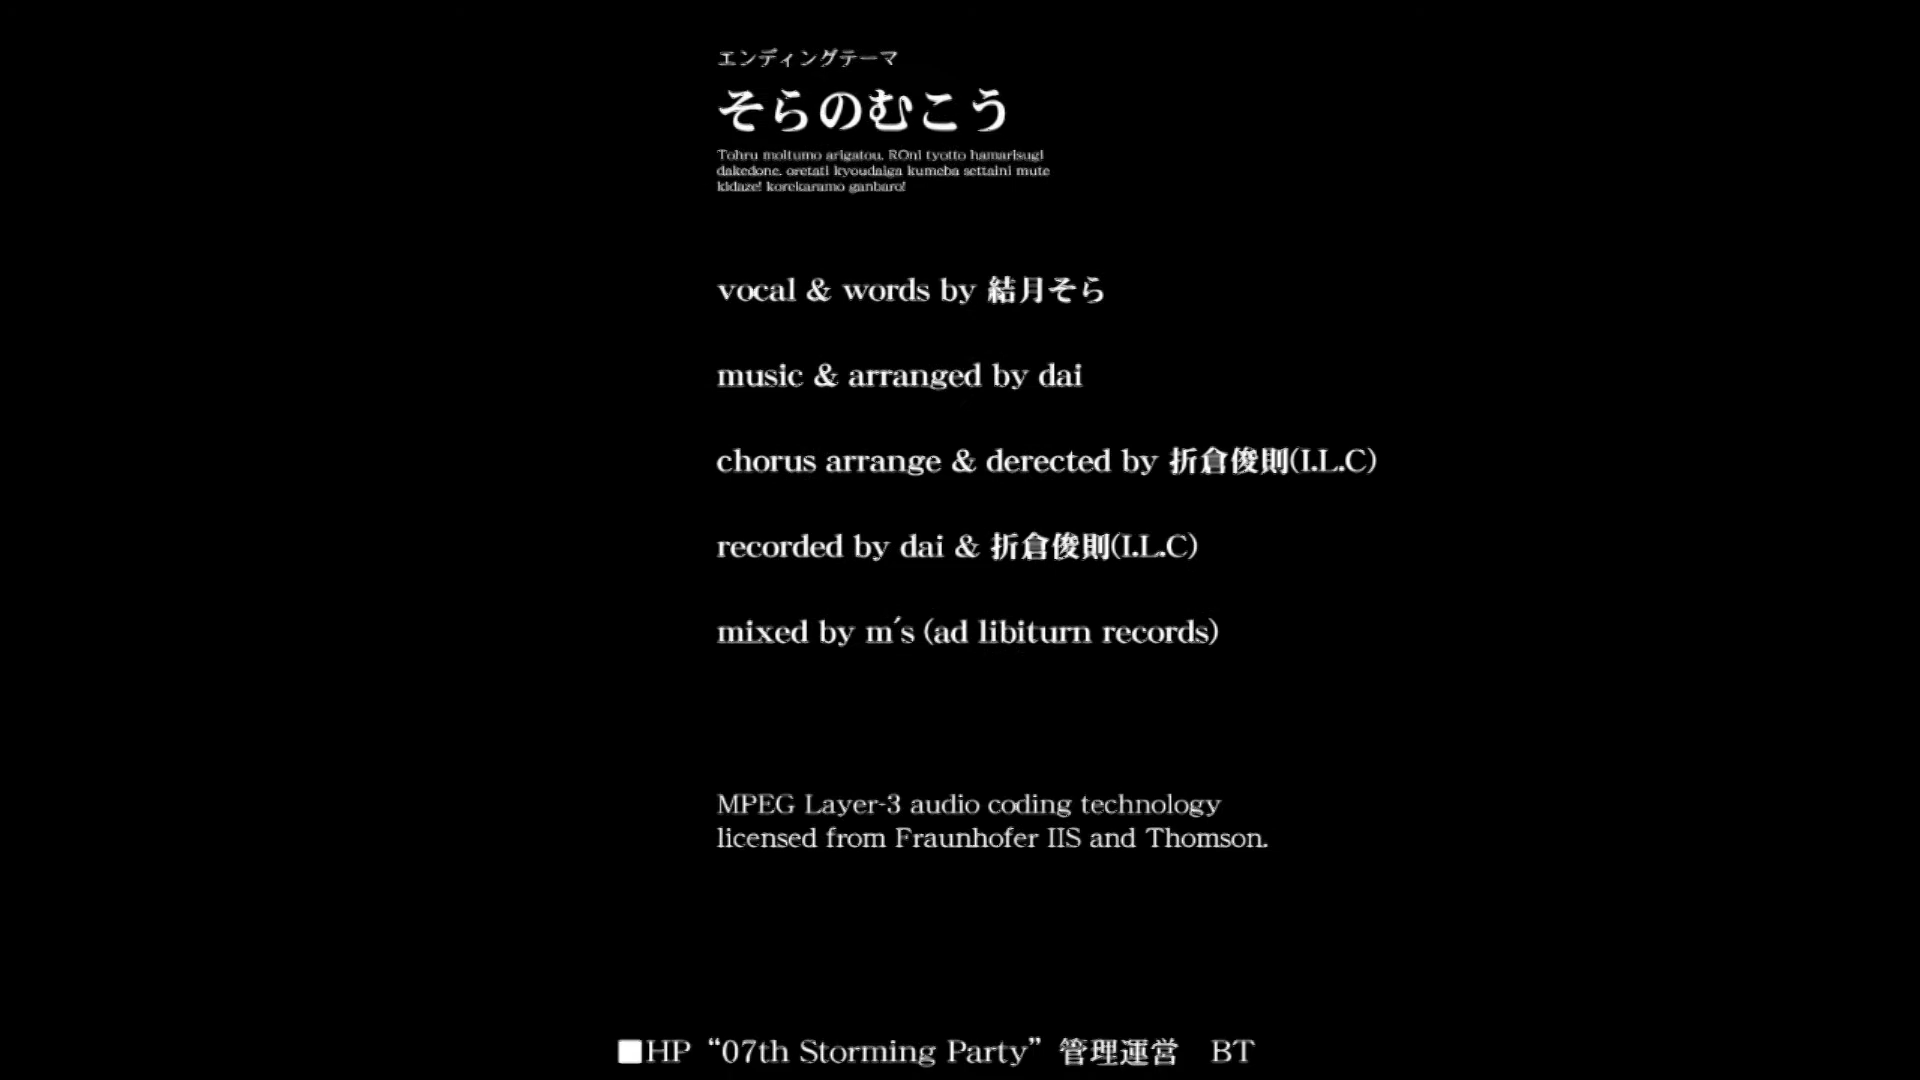 エンディングテーマ
そらのむこう
Tohru moitumo arigatou. ROni tyotto hamarisugi
dakedone. oretati kyoudaiga kumeba settaini mute
kidaze! korekaramo ganbaro!
vocal & words by 結月そら
music & arranged by dai
chorus arrange & derected by 折倉俊則(I.L.C)
recorded by dai & 折倉俊則(I.L.C)
mixed by m´s (ad libiturn records)
MPEG Layer-3 audio coding technology
licensed from Fraunhofer IIS and Thomson.
■HP “07th Storming Party” 管理運営　BT